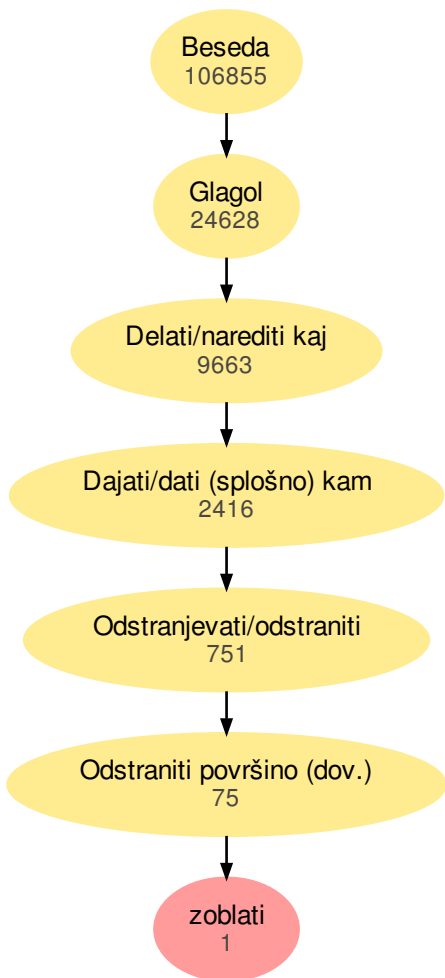 Beseda
106855
Glagol
24628
Delati/narediti kaj
9663
Dajati/dati (splošno) kam
2416
Odstranjevati/odstraniti
751
Odstraniti površino (dov.)
75
zoblati
1